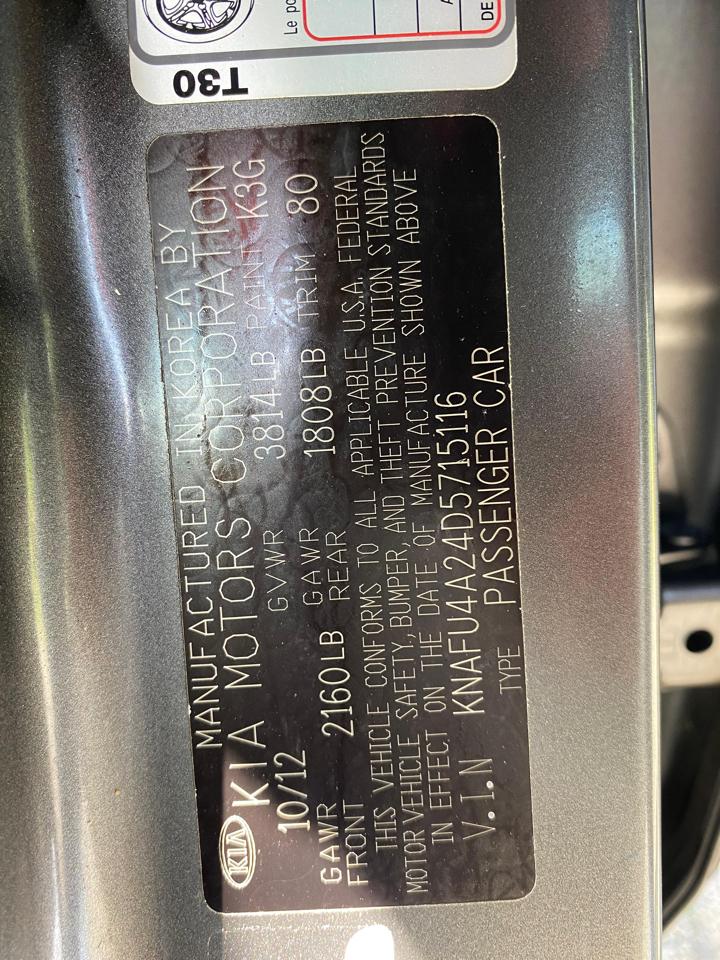 MANUFACTURED IN KOREA BY
KIA KIA MOTORS CORPORATION
10/12 GVWR 3814LB PAINT K3G
GAWR FRONT 2160LB GAWR REAR 1808LB TRIM 80
THIS VEHICLE CONFORMS TO ALL APPLICABLE U.S.A. FEDERAL
MOTOR VEHICLE SAFETY, BUMPER, AND THEFT PREVENTION STANDARDS
IN EFFECT ON THE DATE OF MANUFACTURE SHOWN ABOVE
V.I.N KNAFU4A24D5715116
TYPE PASSENGER CAR
T30
Le
DE